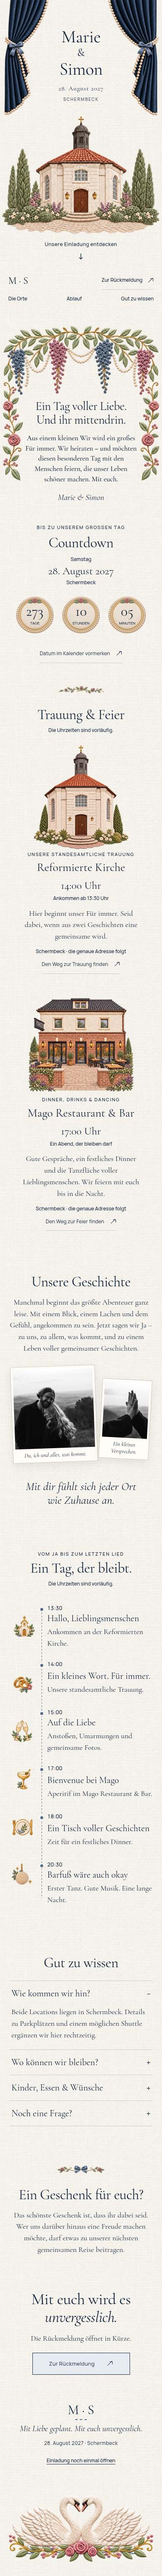 Marie
&
Simon
28. August 2027
SCHERMBECK
Unsere Einladung entdecken
↓
M · S
Zur Rückmeldung ↗
Die Orte
Ablauf
Gut zu wissen
Ein Tag voller Liebe.
Und ihr mittendrin.
Aus einem kleinen Wir wird ein großes
Für immer. Wir heiraten – und möchten
diesen besonderen Tag mit den
Menschen feiern, die unser Leben
schöner machen. Mit euch.
Marie & Simon
BIS ZU UNSEREM GROSSEN TAG
Countdown
Samstag
28. August 2027
Schermbeck
273
TAGE
10
STUNDEN
05
MINUTEN
Datum im Kalender vormerken ↗
Trauung & Feier
Die Uhrzeiten sind vorläufig.
UNSERE STANDESAMTLICHE TRAUUNG
Reformierte Kirche
14:00 Uhr
Ankommen ab 13:30 Uhr
Hier beginnt unser Für immer. Seid
dabei, wenn aus zwei Geschichten eine
gemeinsame wird.
Schermbeck · die genaue Adresse folgt
Den Weg zur Trauung finden ↗
DINNER, DRINKS & DANCING
Mago Restaurant & Bar
17:00 Uhr
Ein Abend, der bleiben darf
Gute Gespräche, ein festliches Dinner
und die Tanzfläche voller
Lieblingsmenschen. Wir feiern mit euch
bis in die Nacht.
Schermbeck · die genaue Adresse folgt
Den Weg zur Feier finden ↗
Unsere Geschichte
Manchmal beginnt das größte Abenteuer ganz
leise. Mit einem Blick, einem Lachen und dem
Gefühl, angekommen zu sein. Jetzt sagen wir Ja –
zu uns, zu allem, was kommt, und zu einem
Leben voller gemeinsamer Geschichten.
Du, ich und alles, was kommt.
Ein kleines
Versprechen.
Mit dir fühlt sich jeder Ort
wie Zuhause an.
VOM JA BIS ZUM LETZTEN LIED
Ein Tag, der bleibt.
Die Uhrzeiten sind vorläufig.
13:30
Hallo, Lieblingsmenschen
Ankommen an der Reformierten
Kirche.
14:00
Ein kleines Wort. Für immer.
Unsere standesamtliche Trauung.
15:00
Auf die Liebe
Anstoßen, Umarmungen und
gemeinsame Fotos.
17:00
Bienvenue bei Mago
Aperitif im Mago Restaurant & Bar.
18:00
Ein Tisch voller Geschichten
Zeit für ein festliches Dinner.
20:30
Barfuß wäre auch okay
Erster Tanz. Gute Musik. Eine lange
Nacht.
Gut zu wissen
Wie kommen wir hin? −
Beide Locations liegen in Schermbeck. Details
zu Parkplätzen und einem möglichen Shuttle
ergänzen wir hier rechtzeitig.
Wo können wir bleiben? +
Kinder, Essen & Wünsche +
Noch eine Frage? +
Ein Geschenk für euch?
Das schönste Geschenk ist, dass ihr dabei seid.
Wer uns darüber hinaus eine Freude machen
möchte, darf etwas zu unserer nächsten
gemeinsamen Reise beitragen.
Mit euch wird es
unvergesslich.
Die Rückmeldung öffnet in Kürze.
Zur Rückmeldung ↗
M · S
Mit Liebe geplant. Mit euch unvergesslich.
28. August 2027 · Schermbeck
Einladung noch einmal öffnen